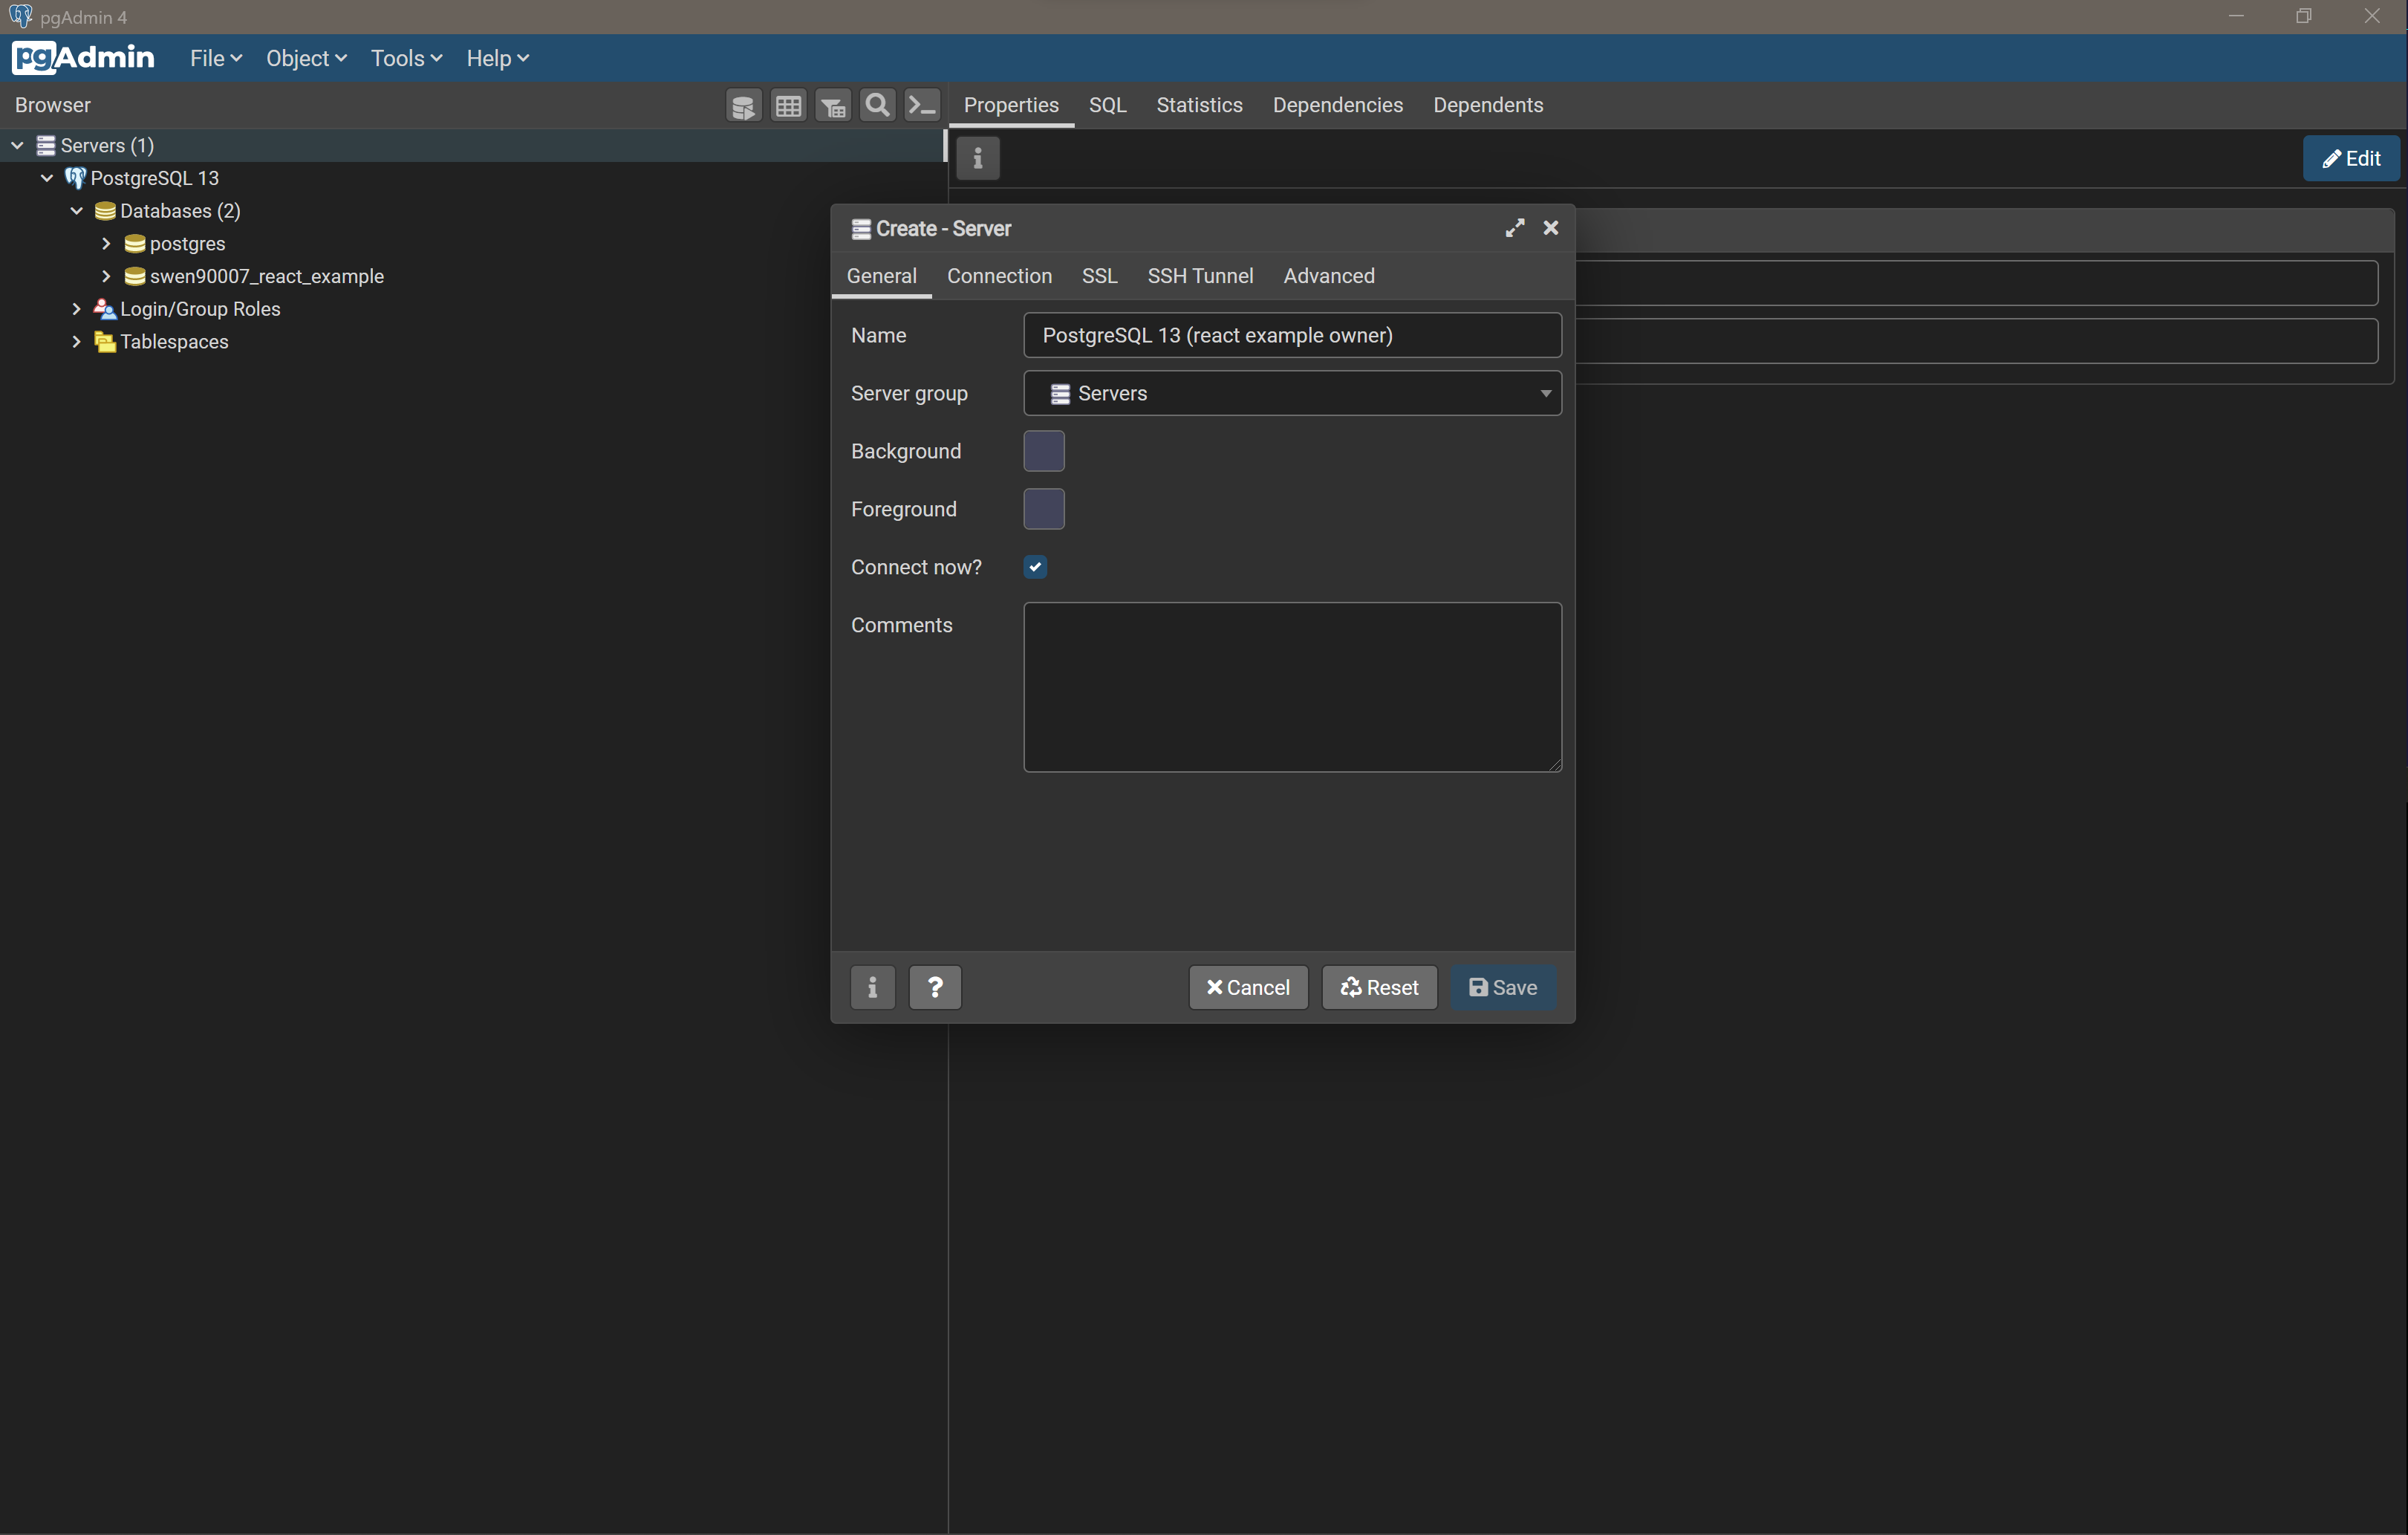 pgAdmin 4
pgAdmin File Object Tools Help
Browser
Properties SQL Statistics Dependencies Dependents
Servers (1)
Edit
PostgreSQL 13
Databases (2)
postgres
swen90007_react_example
Login/Group Roles
Tablespaces
Create - Server
General Connection SSL SSH Tunnel Advanced
Name PostgreSQL 13 (react example owner)
Server group Servers
Background
Foreground
Connect now?
Comments
Cancel Reset Save